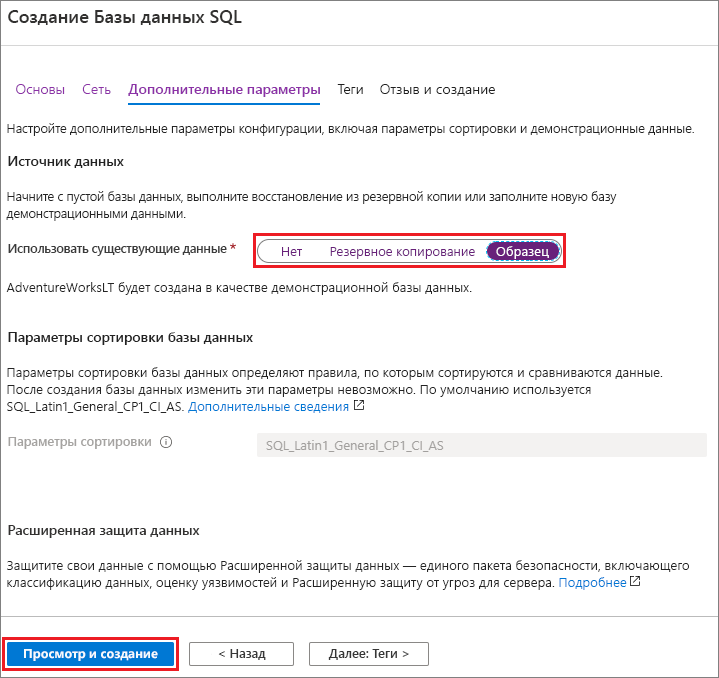 Создание Базы данных SQL
Основы Сеть Дополнительные параметры Теги Отзыв и создание
Настройте дополнительные параметры конфигурации, включая параметры сортировки и демонстрационные данные.
Источник данных
Начните с пустой базы данных, выполните восстановление из резервной копии или заполните новую базу
демонстрационными данными.
Использовать существующие данные * Нет Резервное копирование Образец
AdventureWorksLT будет создана в качестве демонстрационной базы данных.
Параметры сортировки базы данных
Параметры сортировки базы данных определяют правила, по которым сортируются и сравниваются данные.
После создания базы данных изменить эти параметры невозможно. По умолчанию используется
SQL_Latin1_General_CP1_CI_AS. Дополнительные сведения
Параметры сортировки SQL_Latin1_General_CP1_CI_AS
Расширенная защита данных
Защитите свои данные с помощью Расширенной защиты данных — единого пакета безопасности, включающего
классификацию данных, оценку уязвимостей и Расширенную защиту от угроз для сервера. Подробнее
Просмотр и создание < Назад Далее: Теги >